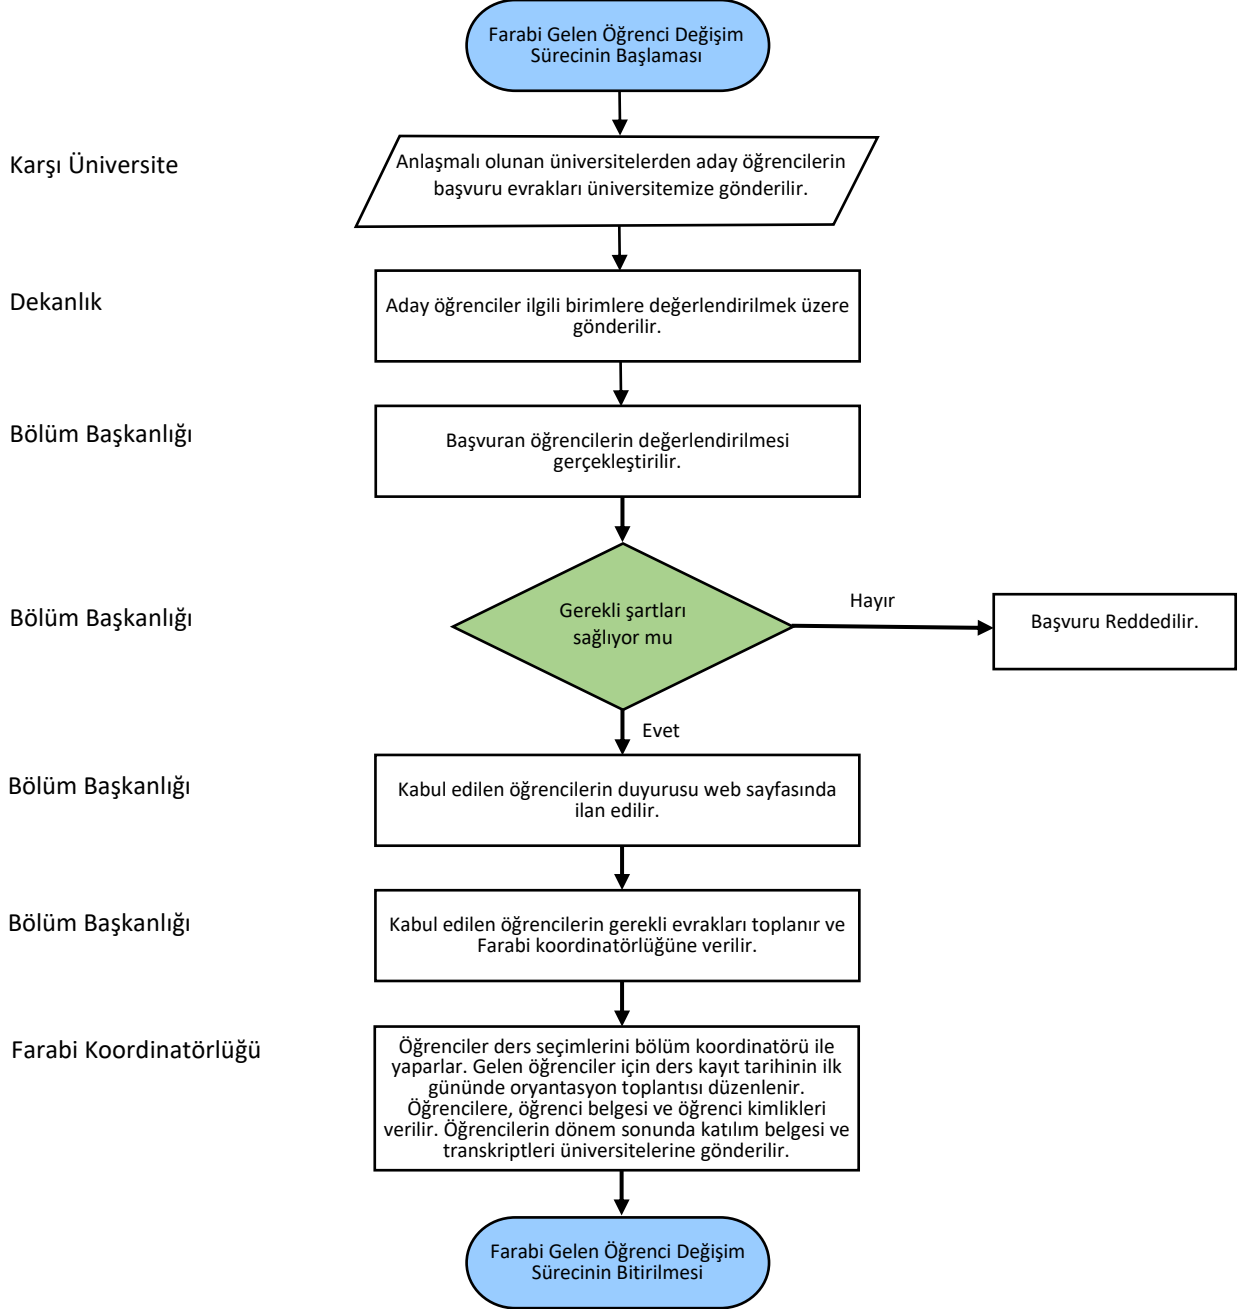 Farabi Gelen Öğrenci Değişim
Sürecinin Başlaması
Karşı Üniversite
Anlaşmalı olunan üniversitelerden aday öğrencilerin
başvuru evrakları üniversitemize gönderilir.
Dekanlık
Aday öğrenciler ilgili birimlere değerlendirilmek üzere
gönderilir.
Bölüm Başkanlığı
Başvuran öğrencilerin değerlendirilmesi
gerçekleştirilir.
Bölüm Başkanlığı
Gerekli şartları
sağlıyor mu
Hayır
Başvuru Reddedilir.
Evet
Bölüm Başkanlığı
Kabul edilen öğrencilerin duyurusu web sayfasında
ilan edilir.
Bölüm Başkanlığı
Kabul edilen öğrencilerin gerekli evrakları toplanır ve
Farabi koordinatörlüğüne verilir.
Farabi Koordinatörlüğü
Öğrenciler ders seçimlerini bölüm koordinatörü ile
yaparlar. Gelen öğrenciler için ders kayıt tarihinin ilk
gününde oryantasyon toplantısı düzenlenir.
Öğrencilere, öğrenci belgesi ve öğrenci kimlikleri
verilir. Öğrencilerin dönem sonunda katılım belgesi ve
transkriptleri üniversitelerine gönderilir.
Farabi Gelen Öğrenci Değişim
Sürecinin Bitirilmesi